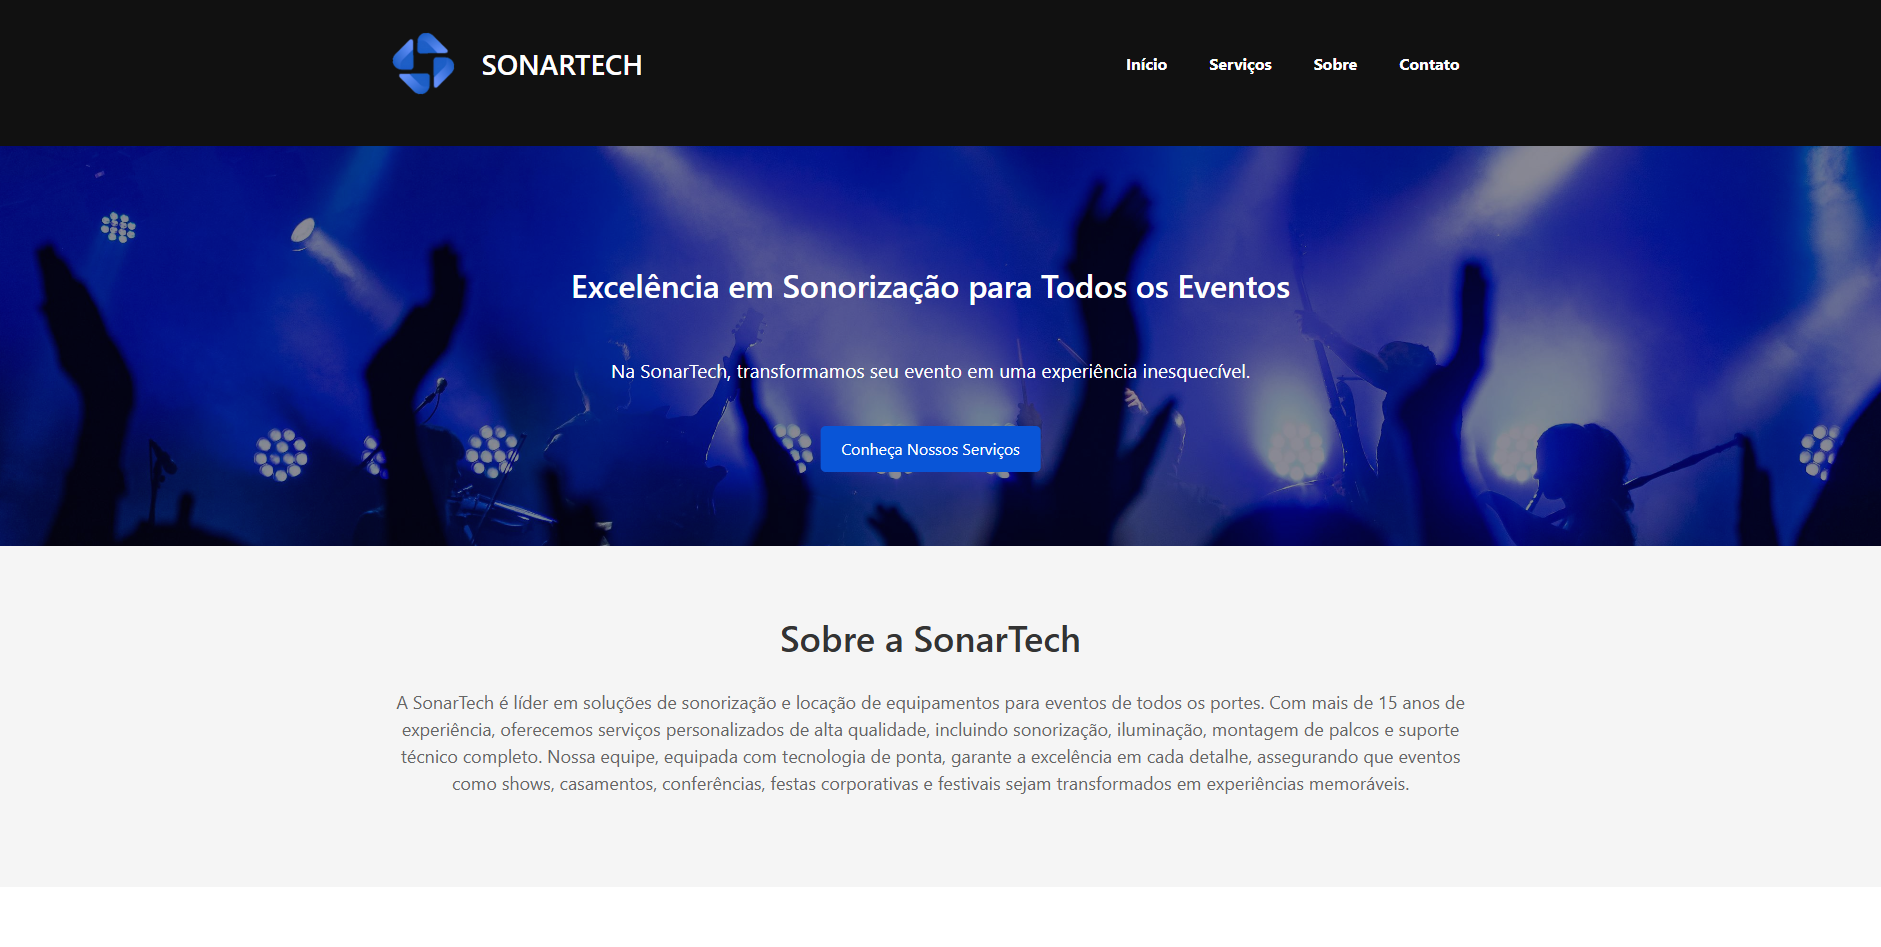 SONARTECH
Início Serviços Sobre Contato
Excelência em Sonorização para Todos os Eventos
Na SonarTech, transformamos seu evento em uma experiência inesquecível.
Conheça Nossos Serviços
Sobre a SonarTech
A SonarTech é líder em soluções de sonorização e locação de equipamentos para eventos de todos os portes. Com mais de 15 anos de
experiência, oferecemos serviços personalizados de alta qualidade, incluindo sonorização, iluminação, montagem de palcos e suporte
técnico completo. Nossa equipe, equipada com tecnologia de ponta, garante a excelência em cada detalhe, assegurando que eventos
como shows, casamentos, conferências, festas corporativas e festivais sejam transformados em experiências memoráveis.